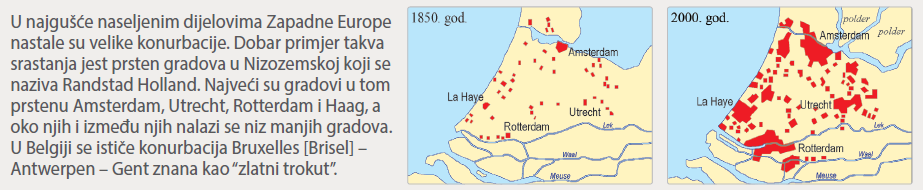 U najgušće naseljenim dijelovima Zapadne Europe
nastale su velike konurbacije. Dobar primjer takva
srastanja jest prsten gradova u Nizozemskoj koji se
naziva Randstad Holland. Najveći su gradovi u tom
prstenu Amsterdam, Utrecht, Rotterdam i Haag, a
oko njih i između njih nalazi se niz manjih gradova.
U Belgiji se ističe konurbacija Bruxelles [Brisel] –
Antwerpen – Gent znana kao “zlatni trokut”.
1850. god.
Amsterdam
La Haye
Utrecht
Rotterdam
Lek
Waal
Meuse
2000. god.
polder
polder
Amsterdam
La Haye
Utrecht
Lek
Rotterdam
Waal
Meuse